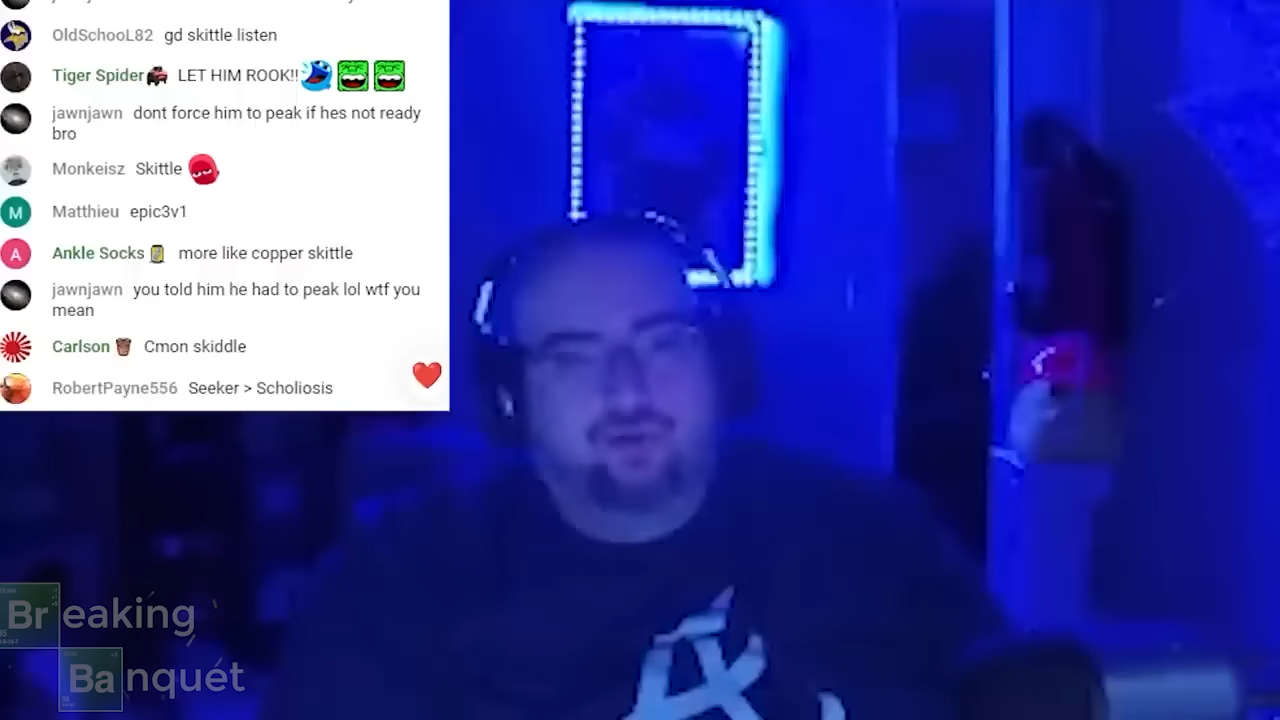 OldSchooL82 gd skittle listen
Tiger Spider LET HIM ROOK!!
jawnjawn dont force him to peak if hes not ready
bro
Monkeisz Skittle
M Matthieu epic3v1
A Ankle Socks more like copper skittle
jawnjawn you told him he had to peak lol wtf you
mean
Carlson Cmon skiddle
RobertPayne556 Seeker > Scholiosis
Breaking
Banquet